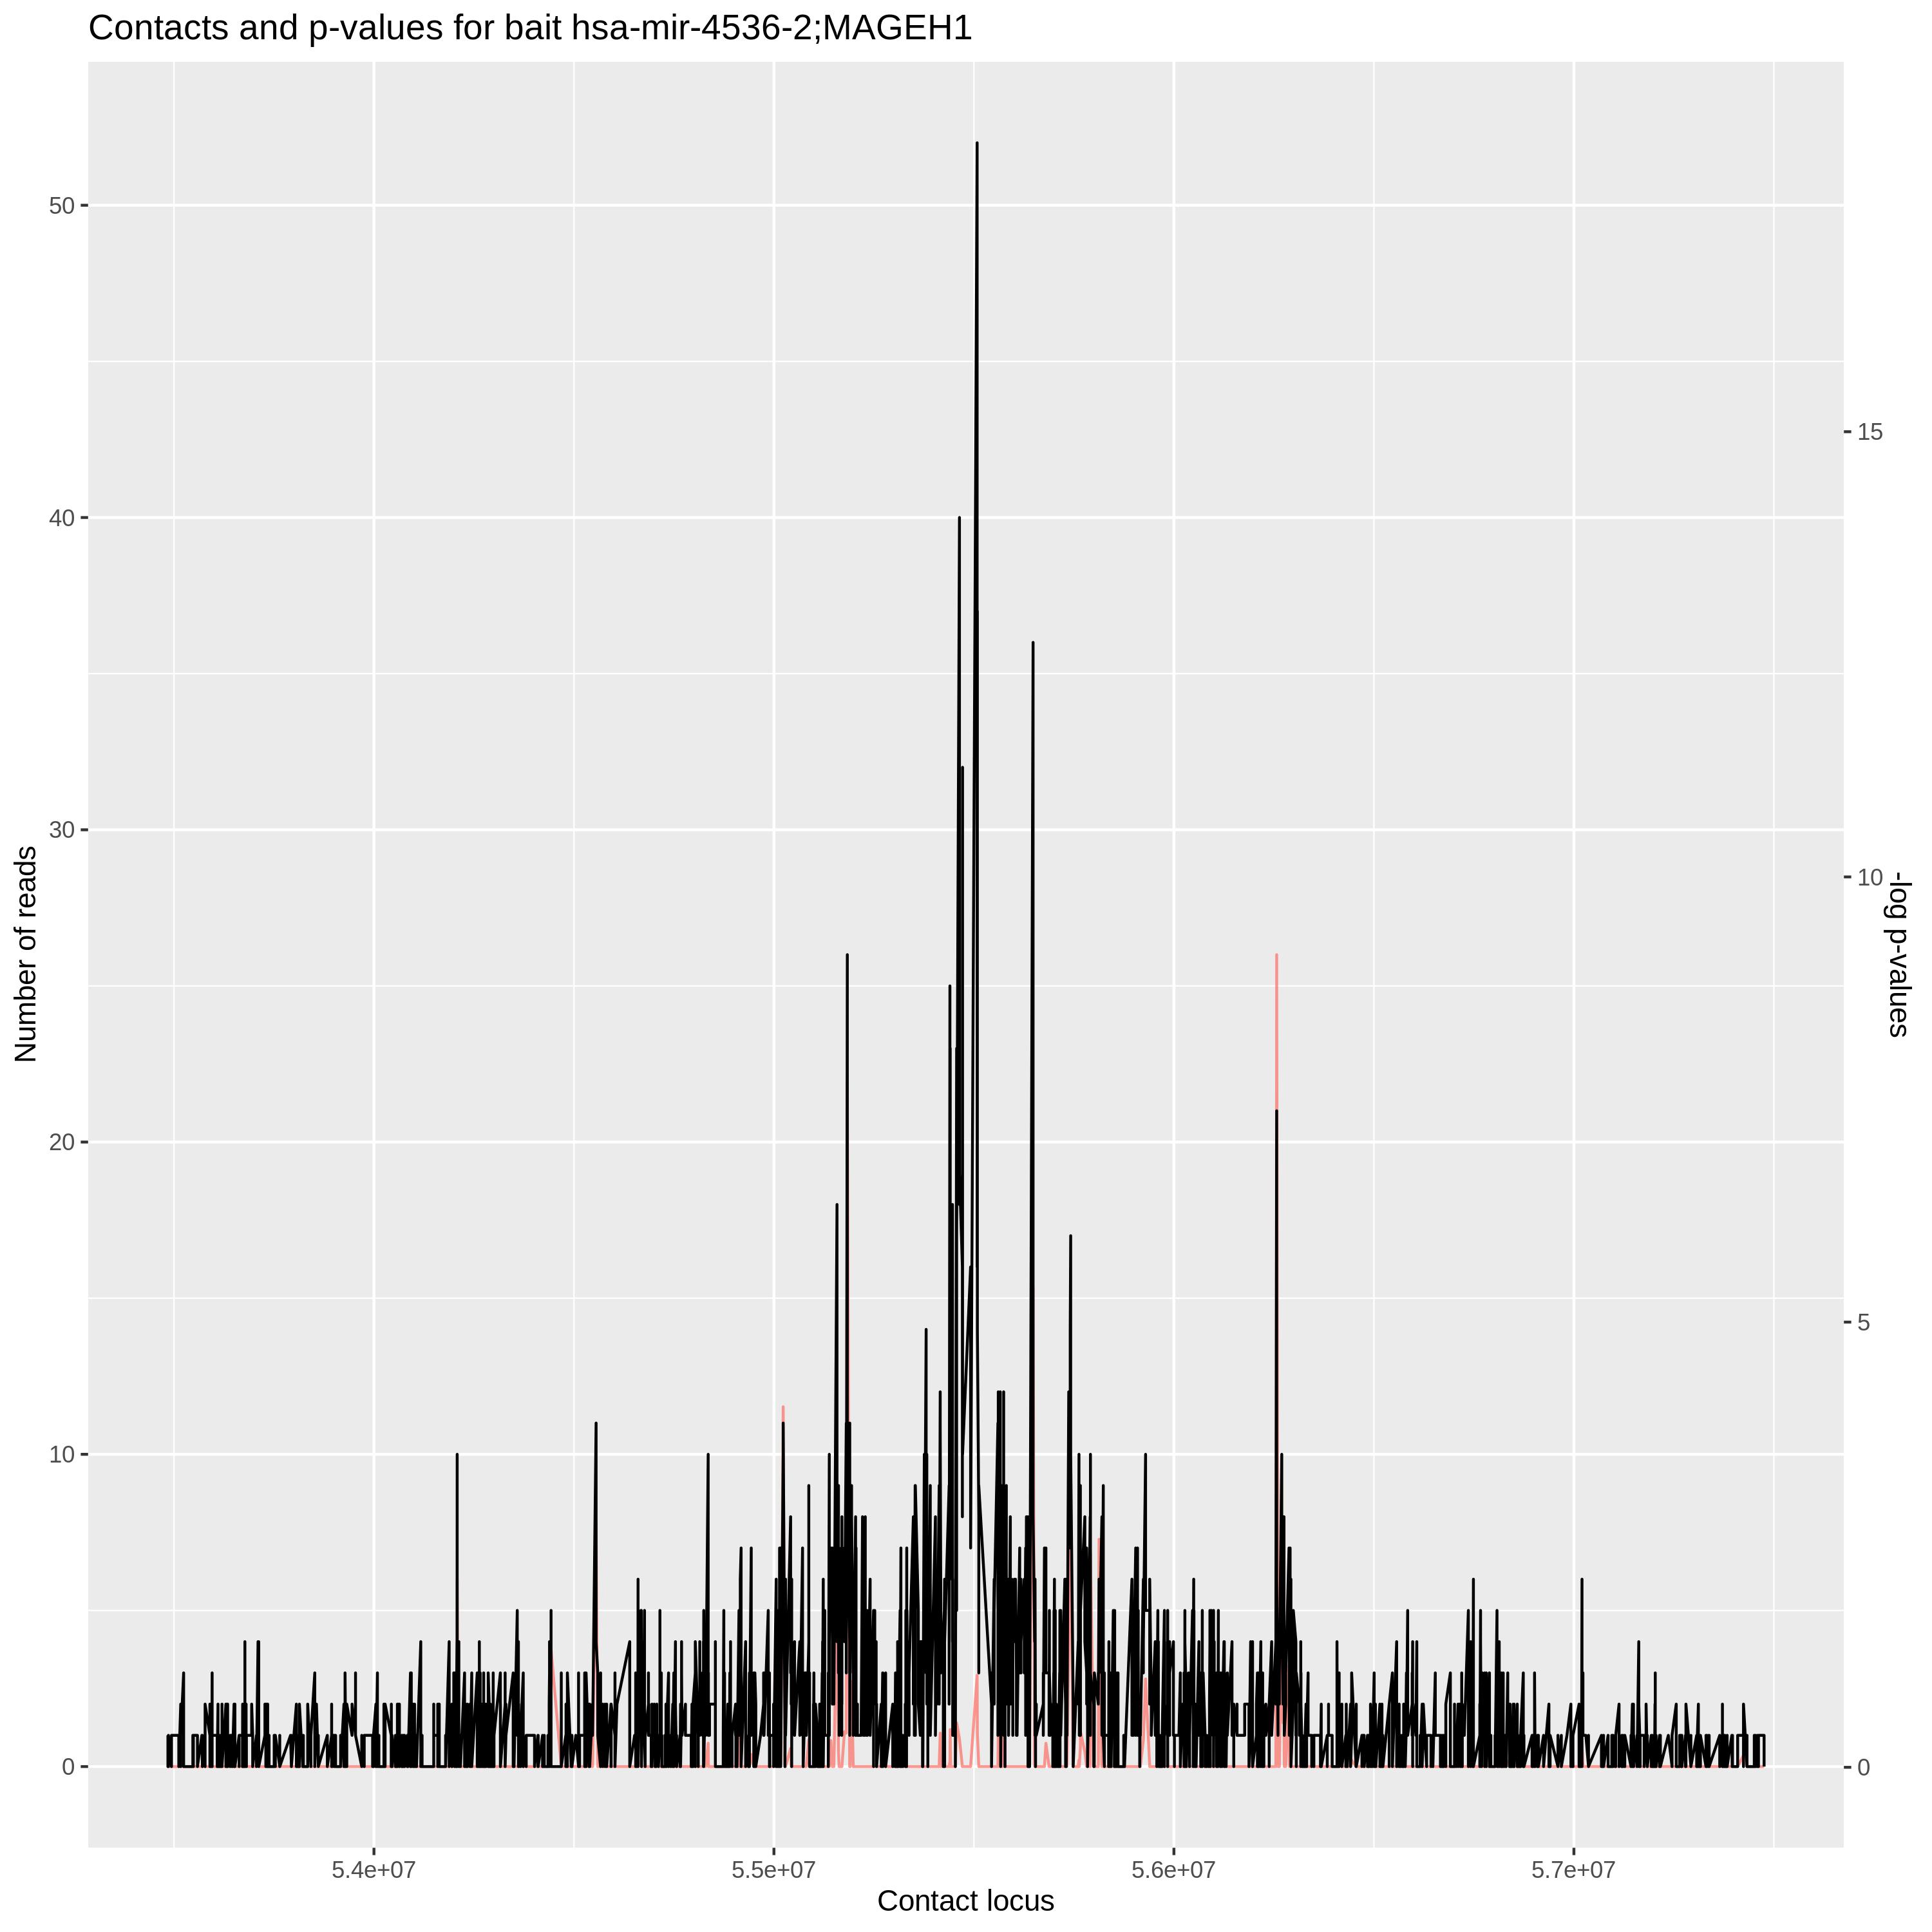 Contacts and p-values for bait hsa-mir-4536-2;MAGEH1
50
40
30
20
10
0
Number of reads
15
10
5
0
-log p-values
5.4e+07
5.5e+07
5.6e+07
5.7e+07
Contact locus